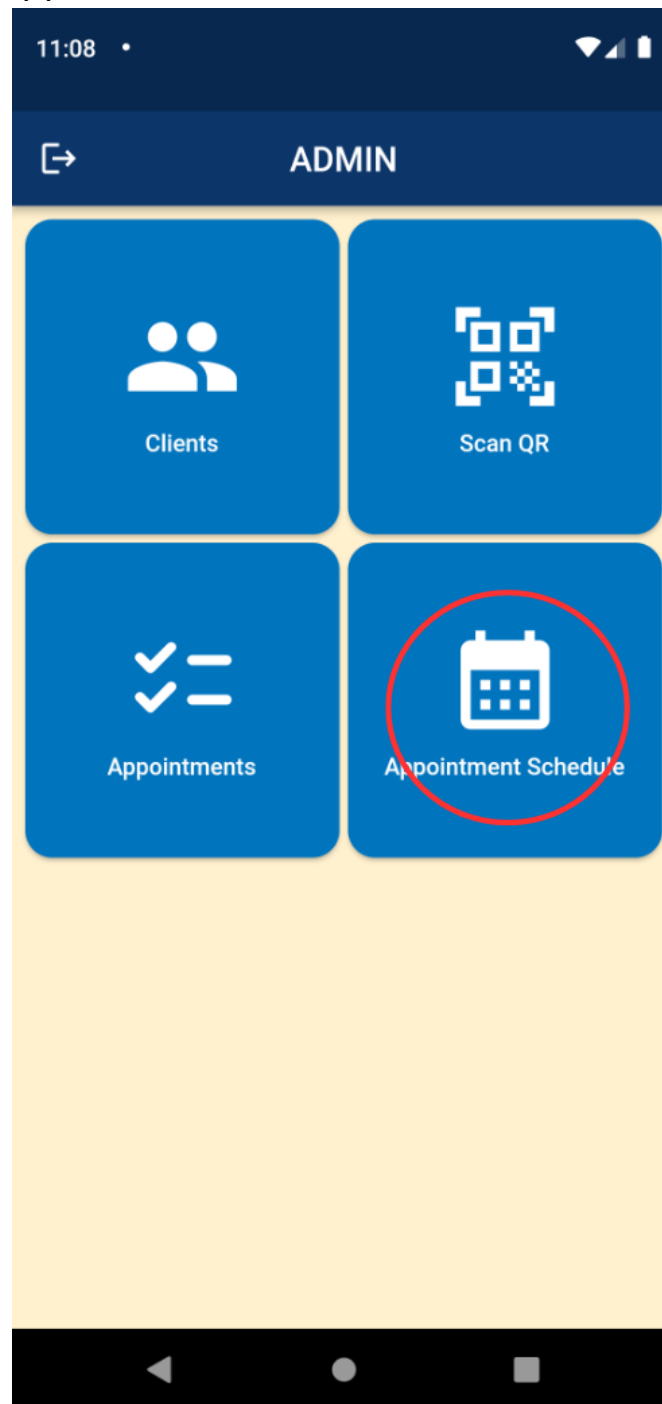 11:08
ADMIN
Clients
Scan QR
Appointments
Appointment Schedule